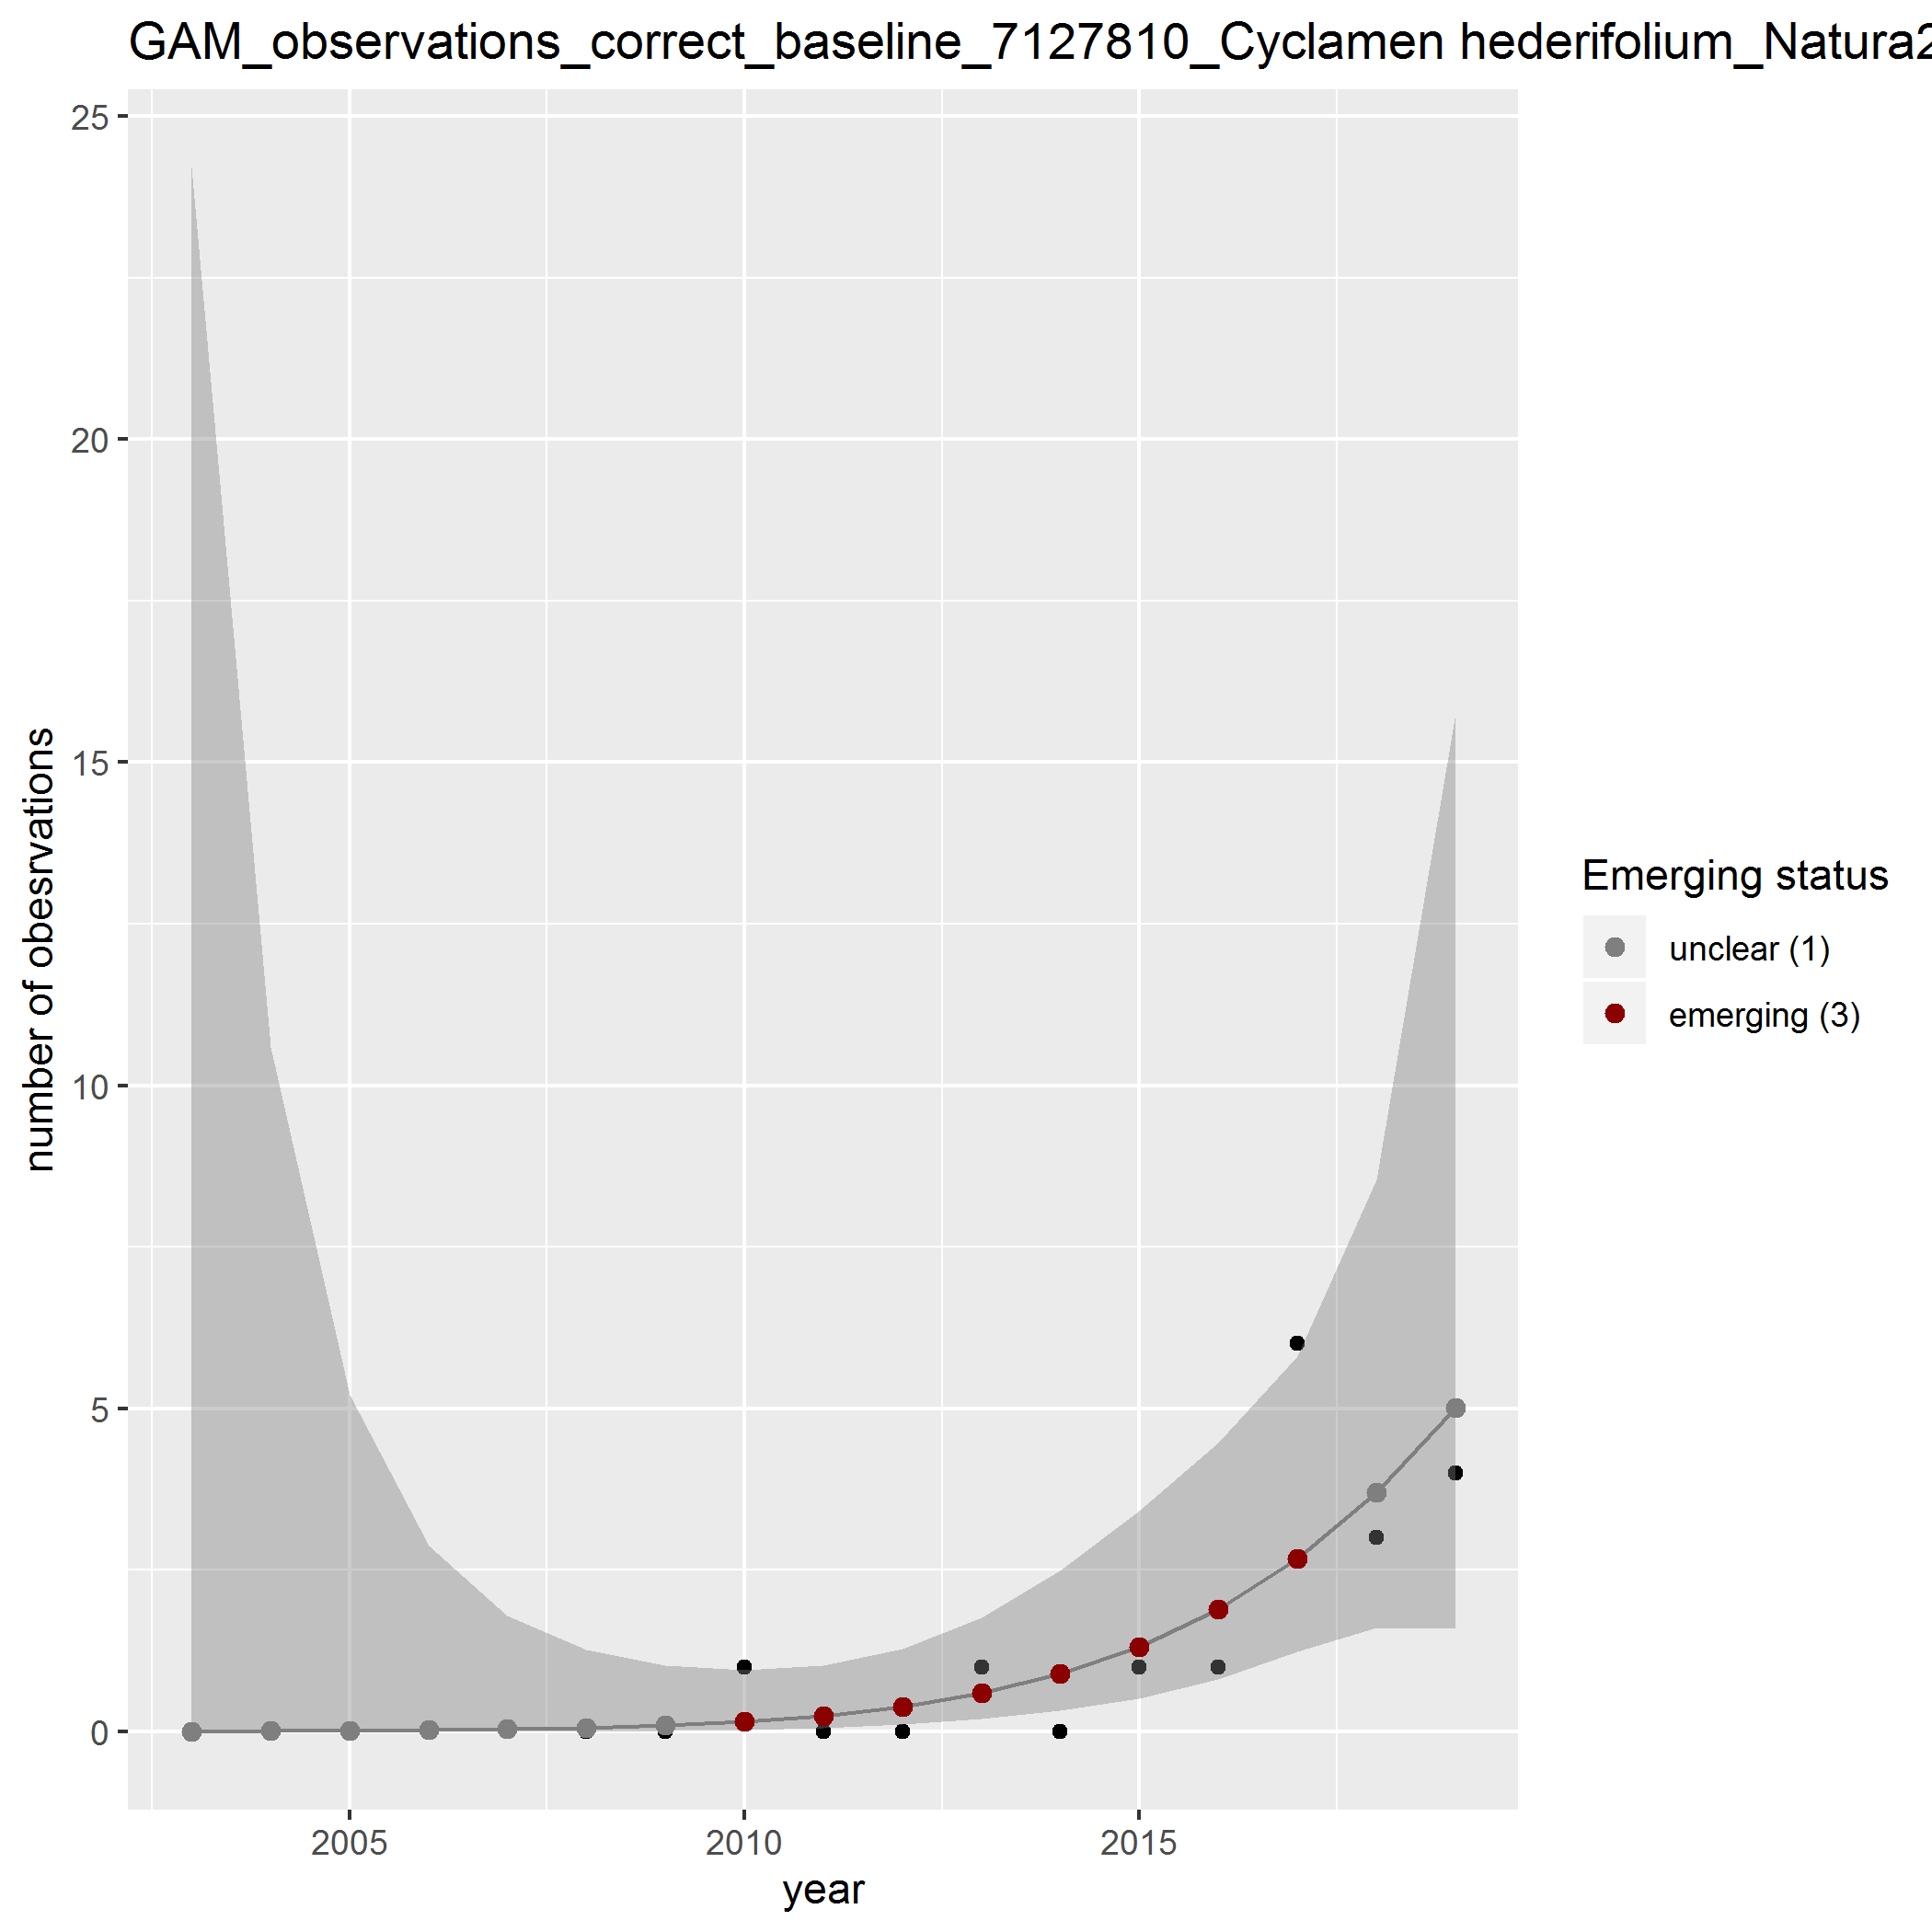 GAM_observations_correct_baseline_7127810_Cyclamen hederifolium_Natura2
25
20
15
10
5
0
number of obesrvations
2005 2010 2015
year
Emerging status
unclear (1)
emerging (3)